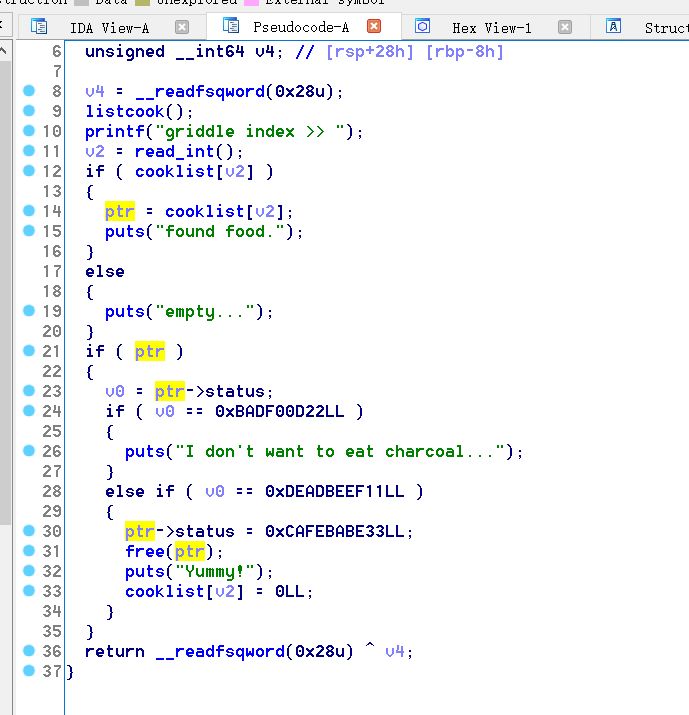 struction Data Unexplored External symbol
IDA View-A Pseudocode-A Hex View-1 Struct
6 unsigned __int64 v4; // [rsp+28h] [rbp-8h]
7
8 v4 = __readfsqword(0x28u);
9 listcook();
10 printf("griddle index >> ");
11 v2 = read_int();
12 if ( cooklist[v2] )
13 {
14 ptr = cooklist[v2];
15 puts("found food.");
16 }
17 else
18 {
19 puts("empty...");
20 }
21 if ( ptr )
22 {
23 v0 = ptr->status;
24 if ( v0 == 0xBADF00D22LL )
25 {
26 puts("I don't want to eat charcoal...");
27 }
28 else if ( v0 == 0xDEADBEEF11LL )
29 {
30 ptr->status = 0xCAFEBABE33LL;
31 free(ptr);
32 puts("Yummy!");
33 cooklist[v2] = 0LL;
34 }
35 }
36 return __readfsqword(0x28u) ^ v4;
37 }